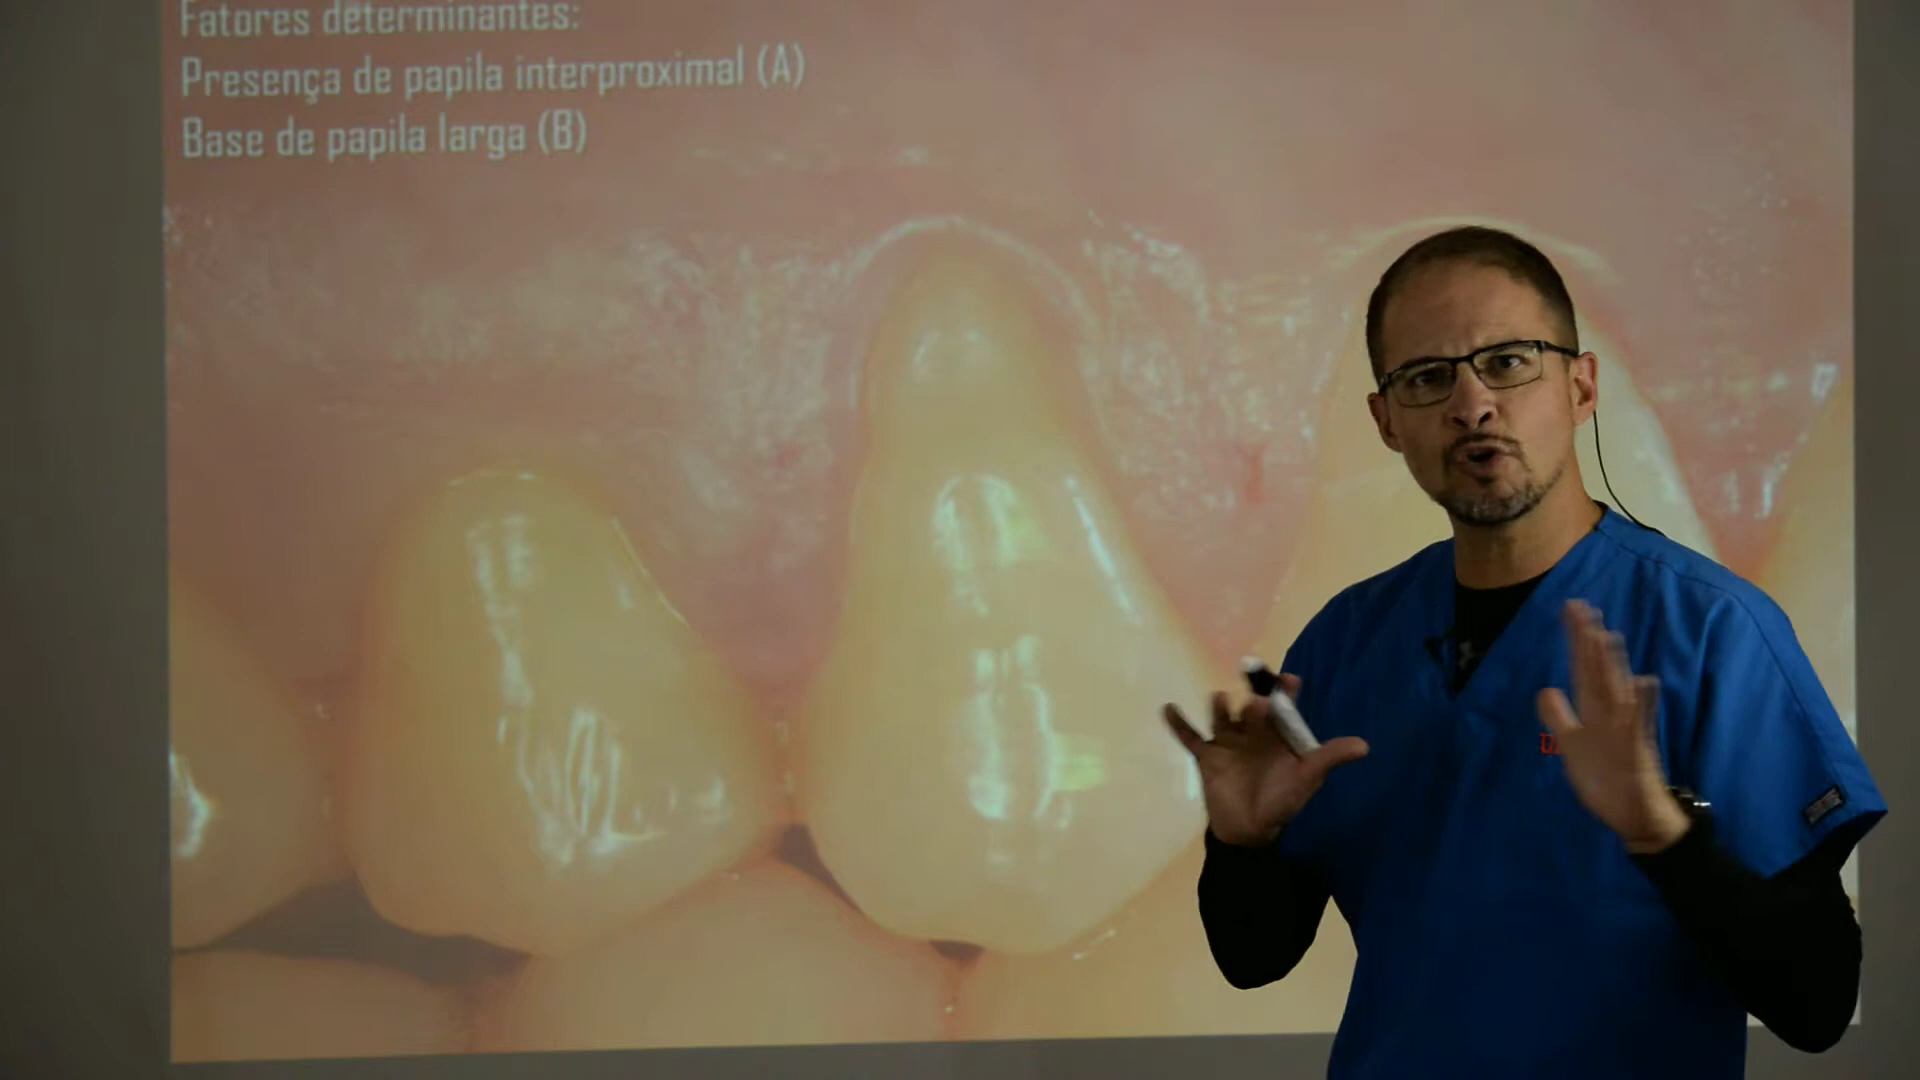 Fatores determinantes:
Presença de papila interproximal (A)
Base de papila larga (B)